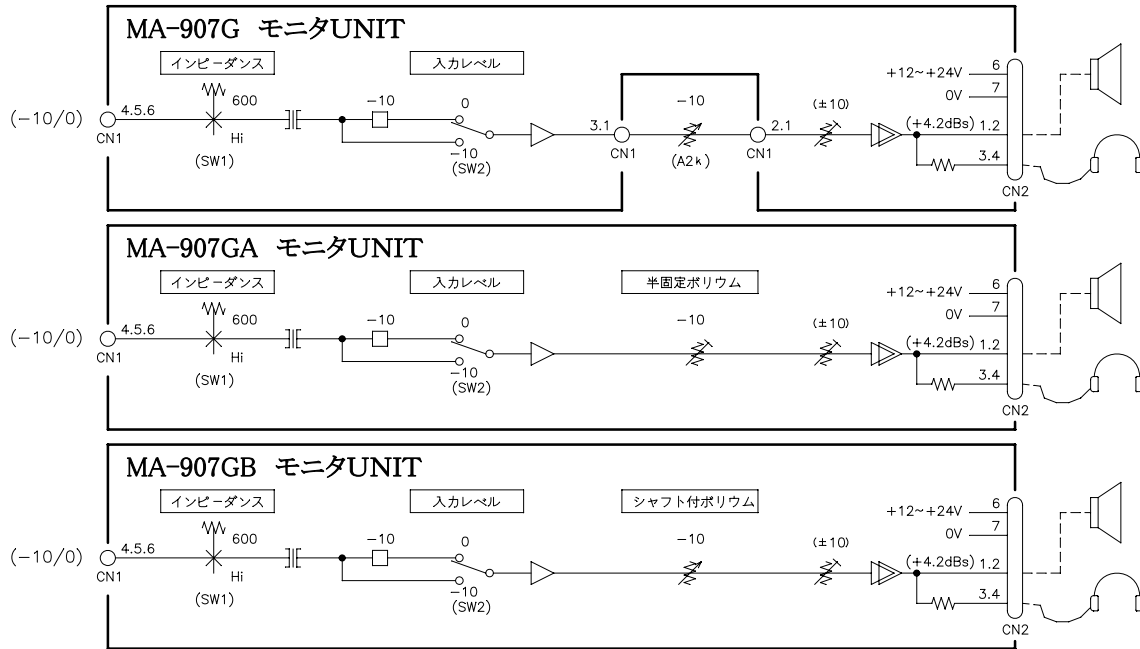 MA-907G モニタUNIT
インピーダンス
入力レベル
(-10/0)
CN1
4.5.6
600
Hi
(SW1)
-10
0
-10
(SW2)
3.1
CN1
-10
(A2k)
2.1
CN1
(±10)
(+4.2dBs)
+12~+24V
6
0V
7
1.2
3.4
CN2
MA-907GA モニタUNIT
インピーダンス
入力レベル
半固定ボリウム
(-10/0)
CN1
4.5.6
600
Hi
(SW1)
-10
0
-10
(SW2)
-10
(±10)
(+4.2dBs)
+12~+24V
6
0V
7
1.2
3.4
CN2
MA-907GB モニタUNIT
インピーダンス
入力レベル
シャフト付ボリウム
(-10/0)
CN1
4.5.6
600
Hi
(SW1)
-10
0
-10
(SW2)
-10
(±10)
(+4.2dBs)
+12~+24V
6
0V
7
1.2
3.4
CN2